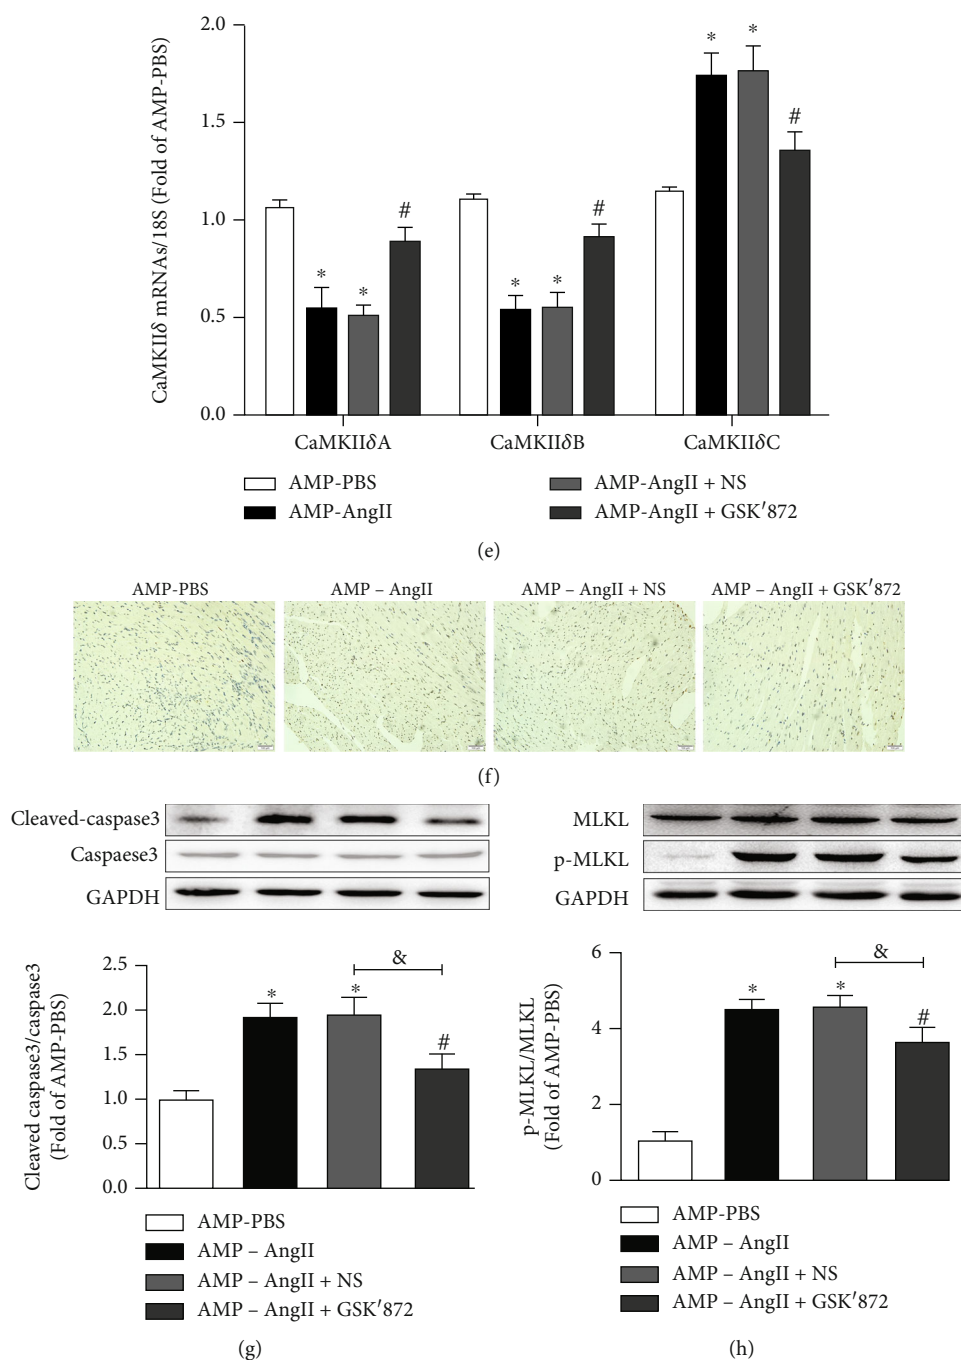 2.0
1.5
1.0
0.5
0.0
CaMKIIδ mRNAs/18S (Fold of AMP-PBS)
* * # * * # * * #
CaMKIIδA CaMKIIδB CaMKIIδC
AMP-PBS AMP-AngII + NS
AMP-AngII AMP-AngII + GSK′872
(e)
AMP-PBS AMP – AngII AMP – AngII + NS AMP – AngII + GSK′872
(f)
Cleaved-caspase3
Caspaese3
GAPDH
MLKL
p-MLKL
GAPDH
Cleaved caspase3/caspase3
(Fold of AMP-PBS)
2.5
2.0
1.5
1.0
0.5
0.0
* * # &
AMP-PBS
AMP – AngII
AMP – AngII + NS
AMP – AngII + GSK′872
(g)
p-MLKL/MLKL
(Fold of AMP-PBS)
6
4
2
0
* * # &
AMP-PBS
AMP – AngII
AMP – AngII + NS
AMP – AngII + GSK′872
(h)